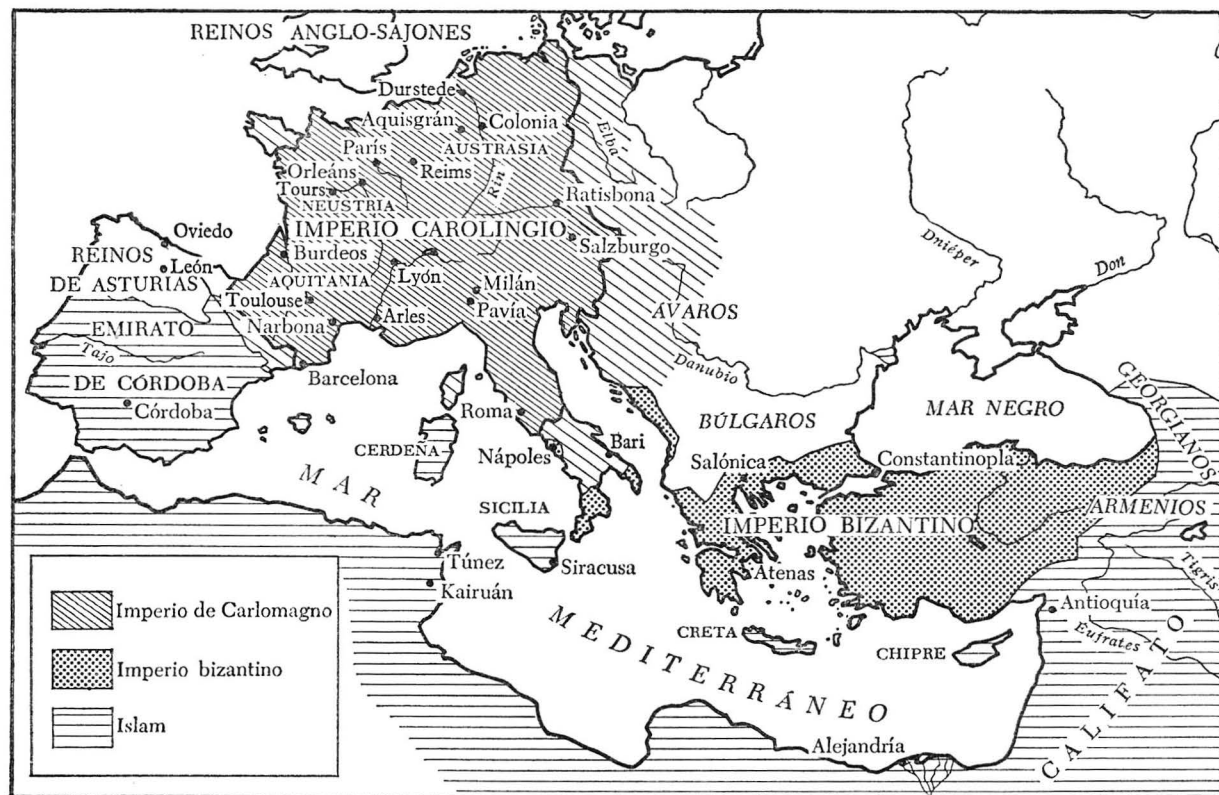 REINOS ANGLO-SAJONES
Durstede
Aquisgrán
Colonia
AUSTRASIA
París
Reims
Elba
Orleáns
Tours
NEUSTRIA
Rin
Ratisbona
IMPERIO CAROLINGIO
Salzburgo
Oviedo
REINOS
DE ASTURIAS
León
Burdeos
AQUITANIA
Lyón
Milán
Toulouse
Pavía
Narbona
Arles
ÁVAROS
Dniéper
Don
EMIRATO
Tajo
DE CÓRDOBA
Córdoba
Barcelona
Danubio
Roma
BÚLGAROS
MAR NEGRO
GEORGIANOS
CERDEÑA
Nápoles
Bari
Salónica
Constantinopla
ARMENIOS
IMPERIO BIZANTINO
SICILIA
Siracusa
Atenas
Túnez
Kairuán
CRETA
CHIPRE
Antioquía
Tigris
Éufrates
CALIFATO
MAR
MEDITERRÁNEO
Alejandría
Imperio de Carlomagno
Imperio bizantino
Islam